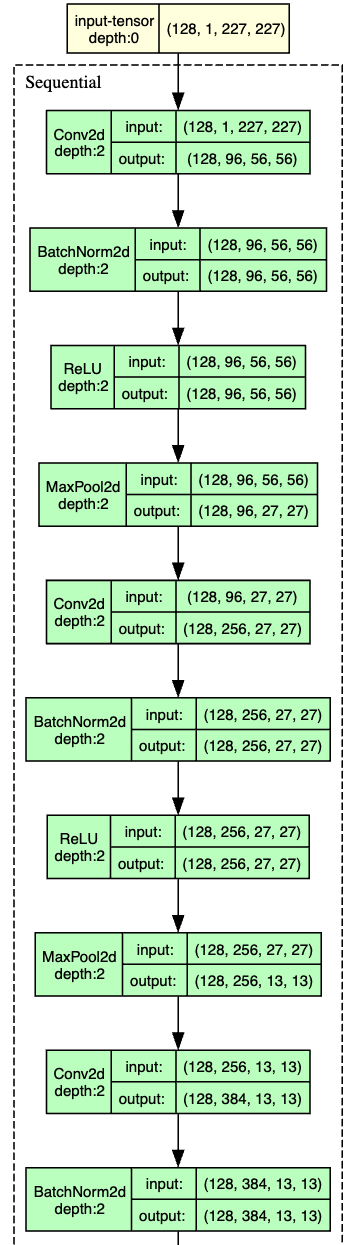 input-tensor
depth:0
(128, 1, 227, 227)
Sequential
Conv2d
depth:2
input:
(128, 1, 227, 227)
output:
(128, 96, 56, 56)
BatchNorm2d
depth:2
input:
(128, 96, 56, 56)
output:
(128, 96, 56, 56)
ReLU
depth:2
input:
(128, 96, 56, 56)
output:
(128, 96, 56, 56)
MaxPool2d
depth:2
input:
(128, 96, 56, 56)
output:
(128, 96, 27, 27)
Conv2d
depth:2
input:
(128, 96, 27, 27)
output:
(128, 256, 27, 27)
BatchNorm2d
depth:2
input:
(128, 256, 27, 27)
output:
(128, 256, 27, 27)
ReLU
depth:2
input:
(128, 256, 27, 27)
output:
(128, 256, 27, 27)
MaxPool2d
depth:2
input:
(128, 256, 27, 27)
output:
(128, 256, 13, 13)
Conv2d
depth:2
input:
(128, 256, 13, 13)
output:
(128, 384, 13, 13)
BatchNorm2d
depth:2
input:
(128, 384, 13, 13)
output:
(128, 384, 13, 13)